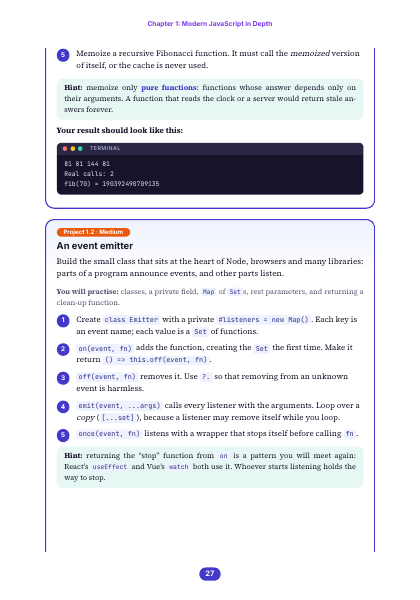 Chapter 1: Modern JavaScript in Depth
5 Memoize a recursive Fibonacci function. It must call the memoized version
of itself, or the cache is never used.
Hint: memoize only pure functions: functions whose answer depends only on
their arguments. A function that reads the clock or a server would return stale an-
swers forever.
Your result should look like this:
TERMINAL
81 81 144 81
Real calls: 2
fib(70) = 190392490709135
Project 1.2 · Medium
An event emitter
Build the small class that sits at the heart of Node, browsers and many libraries:
parts of a program announce events, and other parts listen.
You will practise: classes, a private field, Map of Set s, rest parameters, and returning a
clean-up function.
1 Create class Emitter with a private #listeners = new Map() . Each key is
an event name; each value is a Set of functions.
2 on(event, fn) adds the function, creating the Set the first time. Make it
return () => this.off(event, fn) .
3 off(event, fn) removes it. Use ?. so that removing from an unknown
event is harmless.
4 emit(event, ...args) calls every listener with the arguments. Loop over a
copy ( [...set] ), because a listener may remove itself while you loop.
5 once(event, fn) listens with a wrapper that stops itself before calling fn .
Hint: returning the “stop” function from on is a pattern you will meet again:
React's useEffect and Vue's watch both use it. Whoever starts listening holds the
way to stop.
27